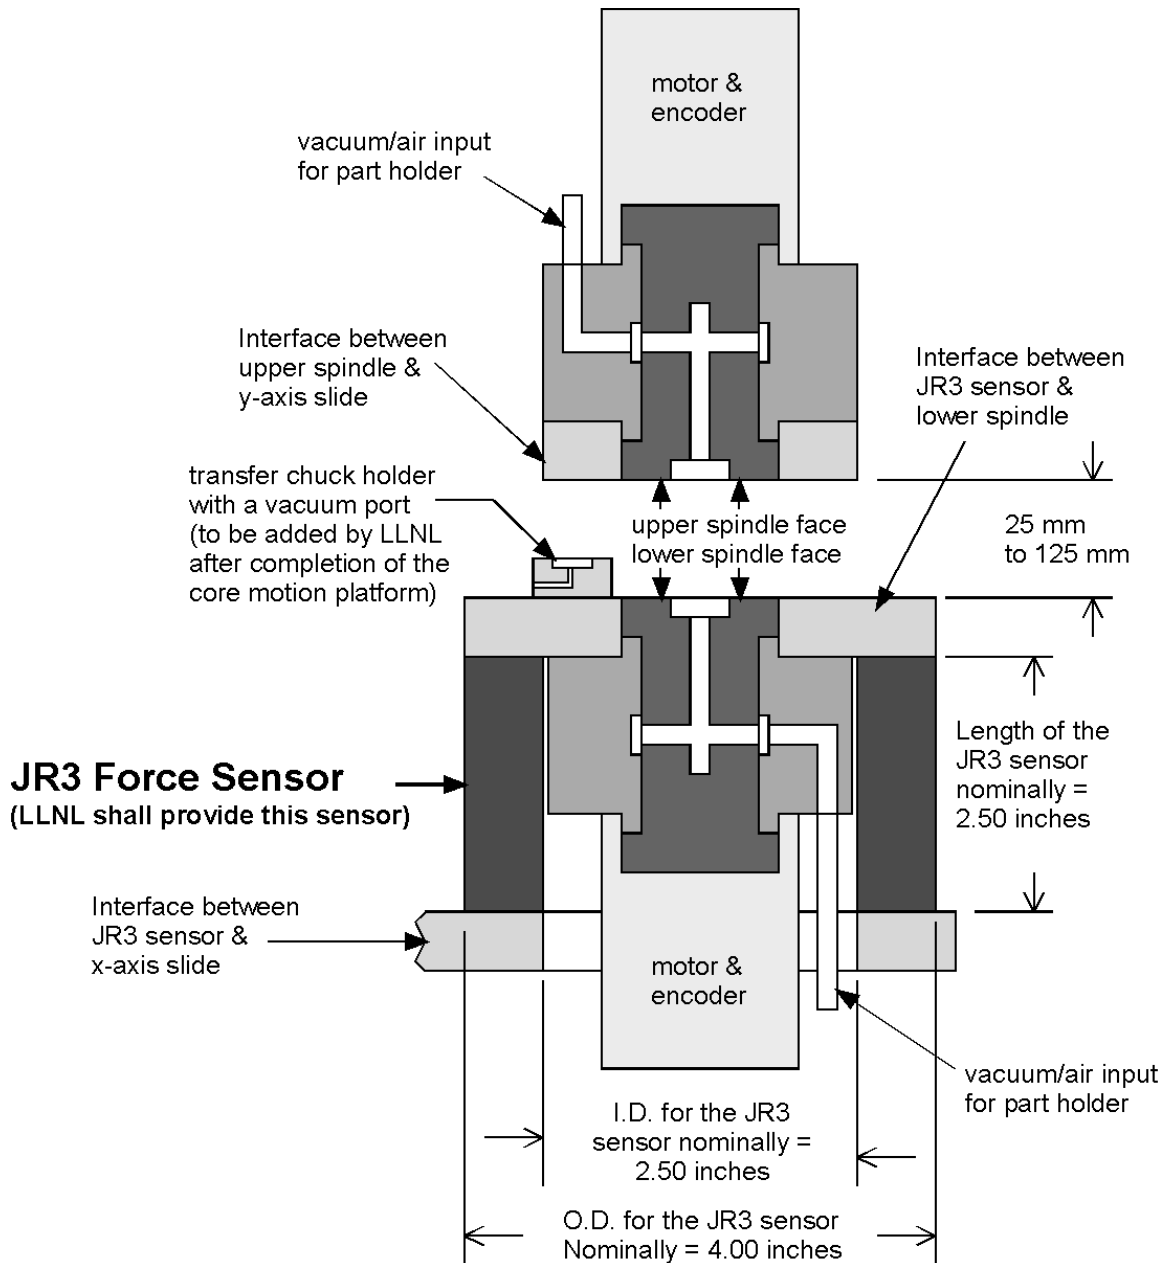 motor &
encoder
vacuum/air input
for part holder
Interface between
upper spindle &
y-axis slide
Interface between
JR3 sensor &
lower spindle
transfer chuck holder
with a vacuum port
(to be added by LLNL
after completion of the
core motion platform)
upper spindle face
lower spindle face
25 mm
to 125 mm
Length of the
JR3 sensor
nominally =
2.50 inches
JR3 Force Sensor
(LLNL shall provide this sensor)
Interface between
JR3 sensor &
x-axis slide
motor &
encoder
vacuum/air input
for part holder
I.D. for the JR3
sensor nominally =
2.50 inches
O.D. for the JR3 sensor
Nominally = 4.00 inches